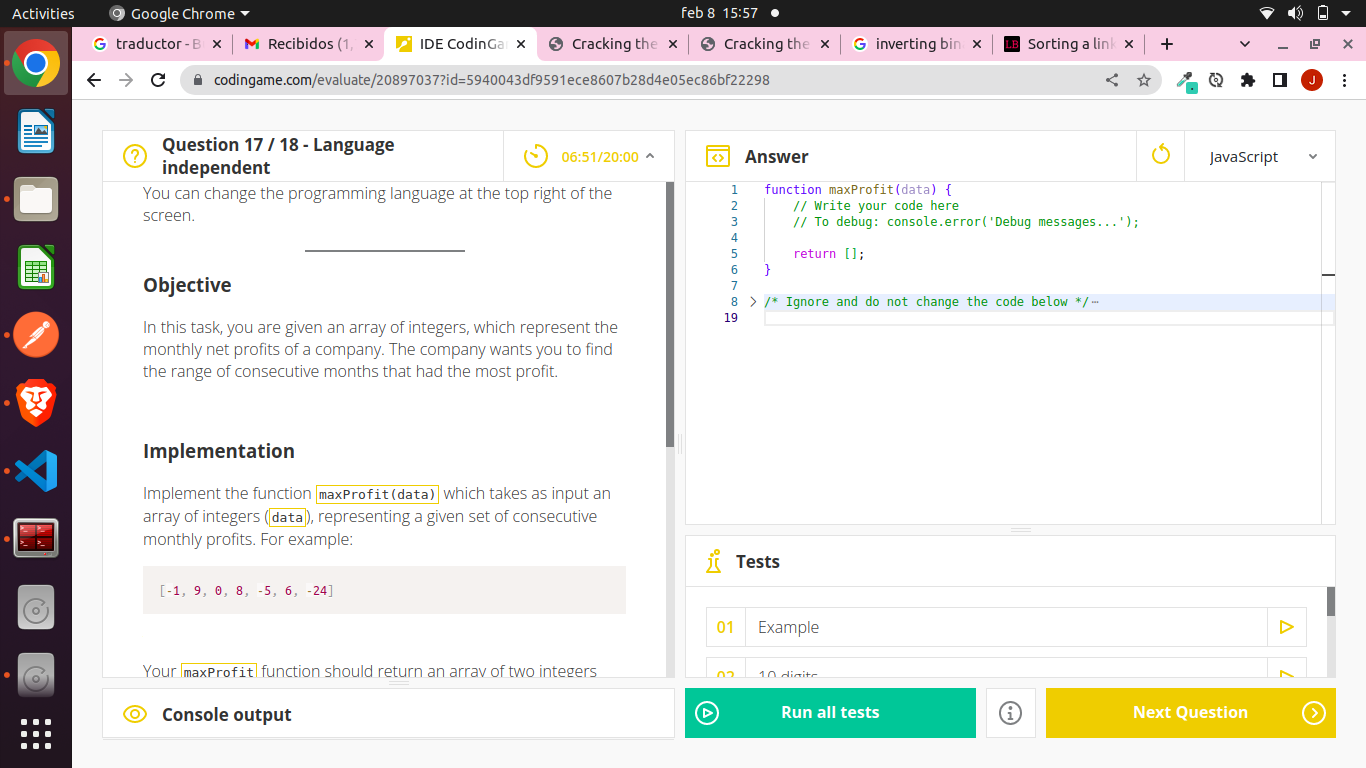 Activities
Google Chrome
feb 8 15:57
traductor - B
Recibidos (1,
IDE CodinGa
Cracking the
Cracking the
inverting bin
Sorting a lin
codingame.com/evaluate/20897037?id=5940043df9591ece8607b28d4e05ec86bf22298
J
Question 17 / 18 - Language
independent
06:51/20:00
You can change the programming language at the top right of the
screen.
Objective
In this task, you are given an array of integers, which represent the
monthly net profits of a company. The company wants you to find
the range of consecutive months that had the most profit.
Implementation
Implement the function maxProfit(data) which takes as input an
array of integers (data), representing a given set of consecutive
monthly profits. For example:
[-1, 9, 0, 8, -5, 6, -24]
Your maxProfit function should return an array of two integers
Console output
Answer
JavaScript
1 function maxProfit(data) {
2 // Write your code here
3 // To debug: console.error('Debug messages...');
4
5 return [];
6 }
7
8 /* Ignore and do not change the code below */
19
Tests
01 Example
02 10 digits
Run all tests
Next Question